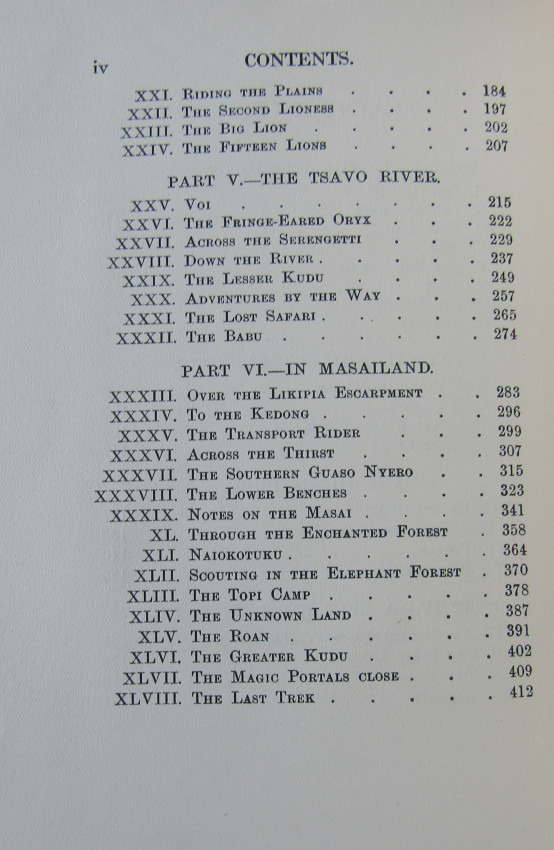 iv CONTENTS.
XXI. Riding the Plains . . . . 184
XXII. The Second Lioness . . . . 197
XXIII. The Big Lion . . . . . 202
XXIV. The Fifteen Lions . . . . 207
PART V.—THE TSAVO RIVER.
XXV. Voi . . . . . . . 215
XXVI. The Fringe-Eared Oryx . . . 222
XXVII. Across the Serengetti . . . 229
XXVIII. Down the River . . . . . 237
XXIX. The Lesser Kudu . . . . 249
XXX. Adventures by the Way . . . 257
XXXI. The Lost Safari . . . . . 265
XXXII. The Babu . . . . . . 274
PART VI.—IN MASAILAND.
XXXIII. Over the Likipia Escarpment . . 283
XXXIV. To the Kedong . . . . . 296
XXXV. The Transport Rider . . . 299
XXXVI. Across the Thirst . . . . 307
XXXVII. The Southern Guaso Nyero . . 315
XXXVIII. The Lower Benches . . . . 323
XXXIX. Notes on the Masai . . . . 341
XL. Through the Enchanted Forest . 358
XLI. Naiokotuku . . . . . . 364
XLII. Scouting in the Elephant Forest . 370
XLIII. The Topi Camp . . . . . 378
XLIV. The Unknown Land . . . . 387
XLV. The Roan . . . . . . 391
XLVI. The Greater Kudu . . . . 402
XLVII. The Magic Portals close . . . 409
XLVIII. The Last Trek . . . . . 412